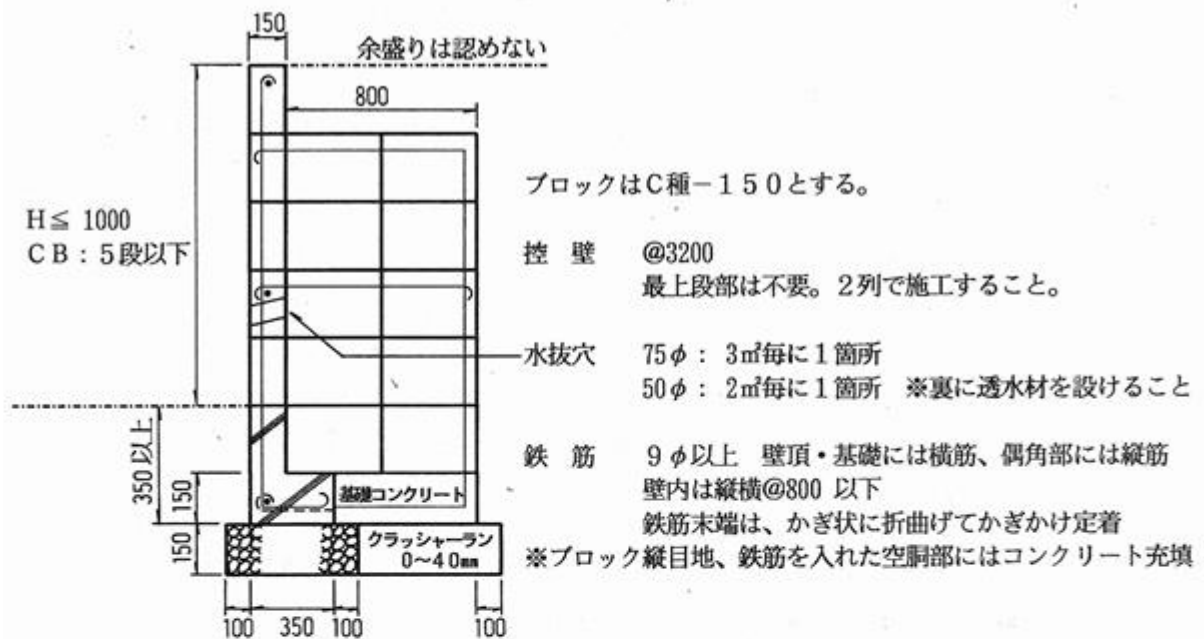 150
余盛りは認めない
800
H≦ 1000
CB：5段以下
ブロックはC種－150とする。
控　壁　@3200
最上段部は不要。2列で施工すること。
水抜穴　75φ： 3㎡毎に1箇所
50φ： 2㎡毎に1箇所　※裏に透水材を設けること
鉄　筋　9φ以上　壁頂・基礎には横筋、偶角部には縦筋
壁内は縦横@800 以下
鉄筋末端は、かぎ状に折曲げてかぎかけ定着
※ブロック縦目地、鉄筋を入れた空胴部にはコンクリート充填
350以上
150
基礎コンクリート
150
クラッシャーラン
0～40㎜
100
350
100
100